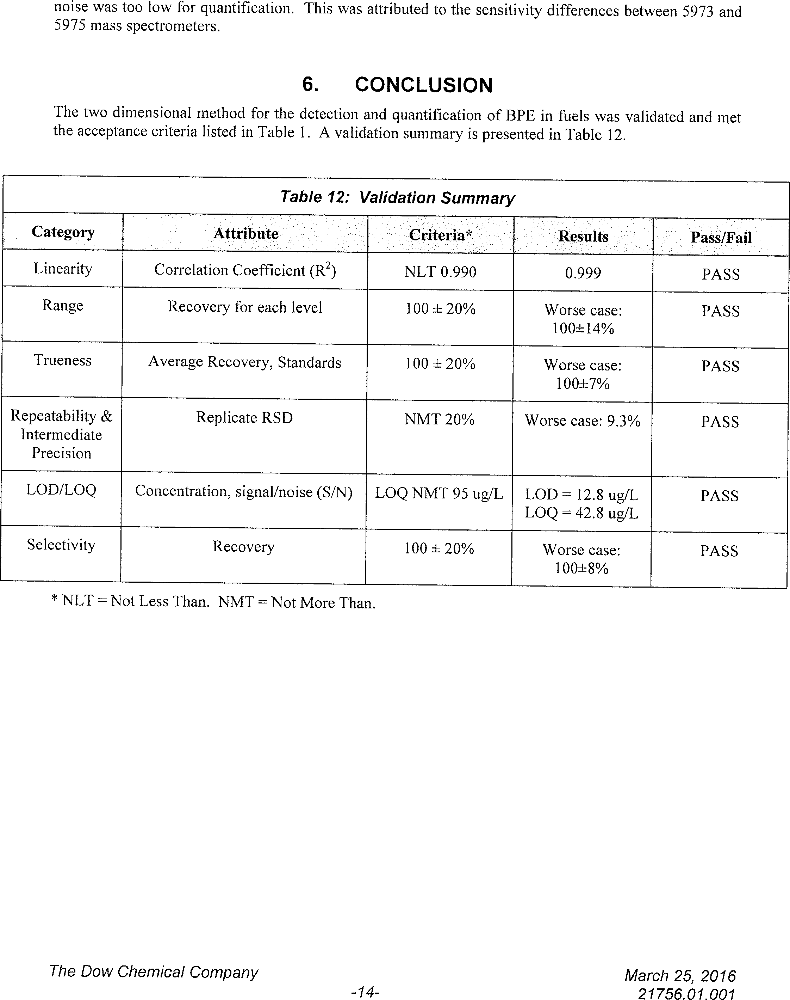 noise was too low for quantification.  This was attributed to the sensitivity differences between 5973 and
5975 mass spectrometers.
6. CONCLUSION
The two dimensional method for the detection and quantification of BPE in fuels was validated and met
the acceptance criteria listed in Table 1.  A validation summary is presented in Table 12.
Table 12:  Validation Summary
Category Attribute Criteria* Results Pass/Fail
Linearity Correlation Coefficient (R²) NLT 0.990 0.999 PASS
Range Recovery for each level 100 ± 20% Worse case: PASS
100±14%
Trueness Average Recovery, Standards 100 ± 20% Worse case: PASS
100±7%
Repeatability & Replicate RSD NMT 20% Worse case: 9.3% PASS
Intermediate
Precision
LOD/LOQ Concentration, signal/noise (S/N) LOQ NMT 95 ug/L LOD = 12.8 ug/L PASS
LOQ = 42.8 ug/L
Selectivity Recovery 100 ± 20% Worse case: PASS
100±8%
* NLT = Not Less Than.  NMT = Not More Than.
The Dow Chemical Company March 25, 2016
-14- 21756.01.001